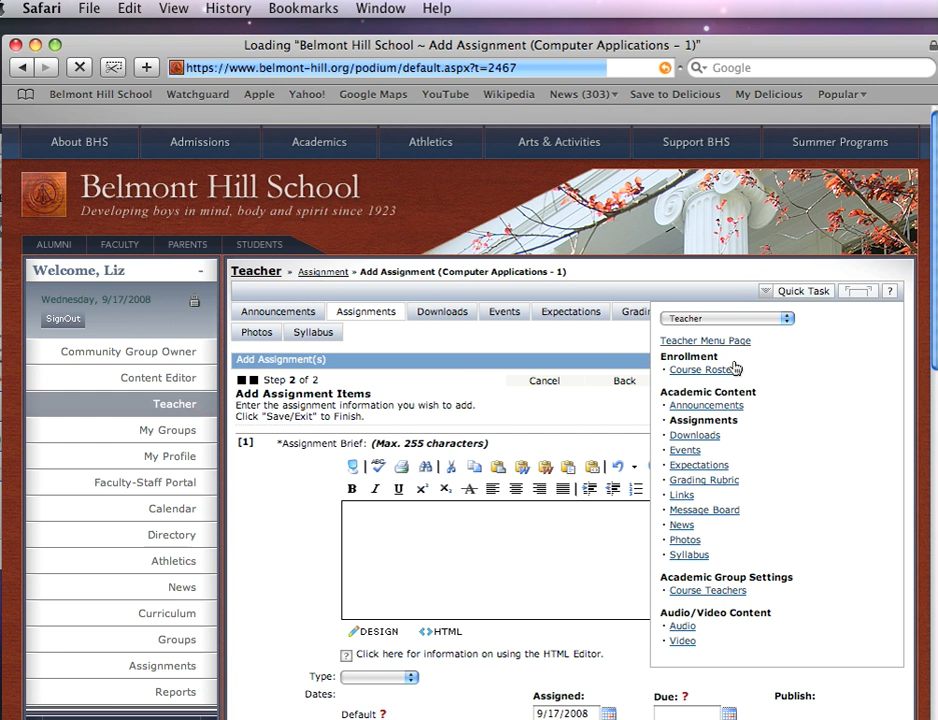 Safari File Edit View History Bookmarks Window Help
Loading “Belmont Hill School ~ Add Assignment (Computer Applications - 1)”
https://www.belmont-hill.org/podium/default.aspx?t=2467
Google
Belmont Hill School Watchguard Apple Yahoo! Google Maps YouTube Wikipedia News (303) Save to Delicious My Delicious Popular
About BHS Admissions Academics Athletics Arts & Activities Support BHS Summer Programs
Belmont Hill School
Developing boys in mind, body and spirit since 1923
ALUMNI FACULTY PARENTS STUDENTS
Welcome, Liz -
Wednesday, 9/17/2008
SignOut
Community Group Owner
Content Editor
Teacher
My Groups
My Profile
Faculty-Staff Portal
Calendar
Directory
Athletics
News
Curriculum
Groups
Assignments
Reports
Teacher » Assignment » Add Assignment (Computer Applications - 1)
Quick Task ?
Announcements Assignments Downloads Events Expectations Gradin
Photos Syllabus
Add Assignment(s)
Step 2 of 2 Cancel Back
Add Assignment Items
Enter the assignment information you wish to add.
Click "Save/Exit" to Finish.
[1] *Assignment Brief: (Max. 255 characters)
ABC
B I U x² x₂ A
DESIGN HTML
? Click here for information on using the HTML Editor.
Type:
Dates: Assigned: Due: ? Publish:
Default ? 9/17/2008
Teacher
Teacher Menu Page
Enrollment
· Course Roste
Academic Content
· Announcements
· Assignments
· Downloads
· Events
· Expectations
· Grading Rubric
· Links
· Message Board
· News
· Photos
· Syllabus
Academic Group Settings
· Course Teachers
Audio/Video Content
· Audio
· Video